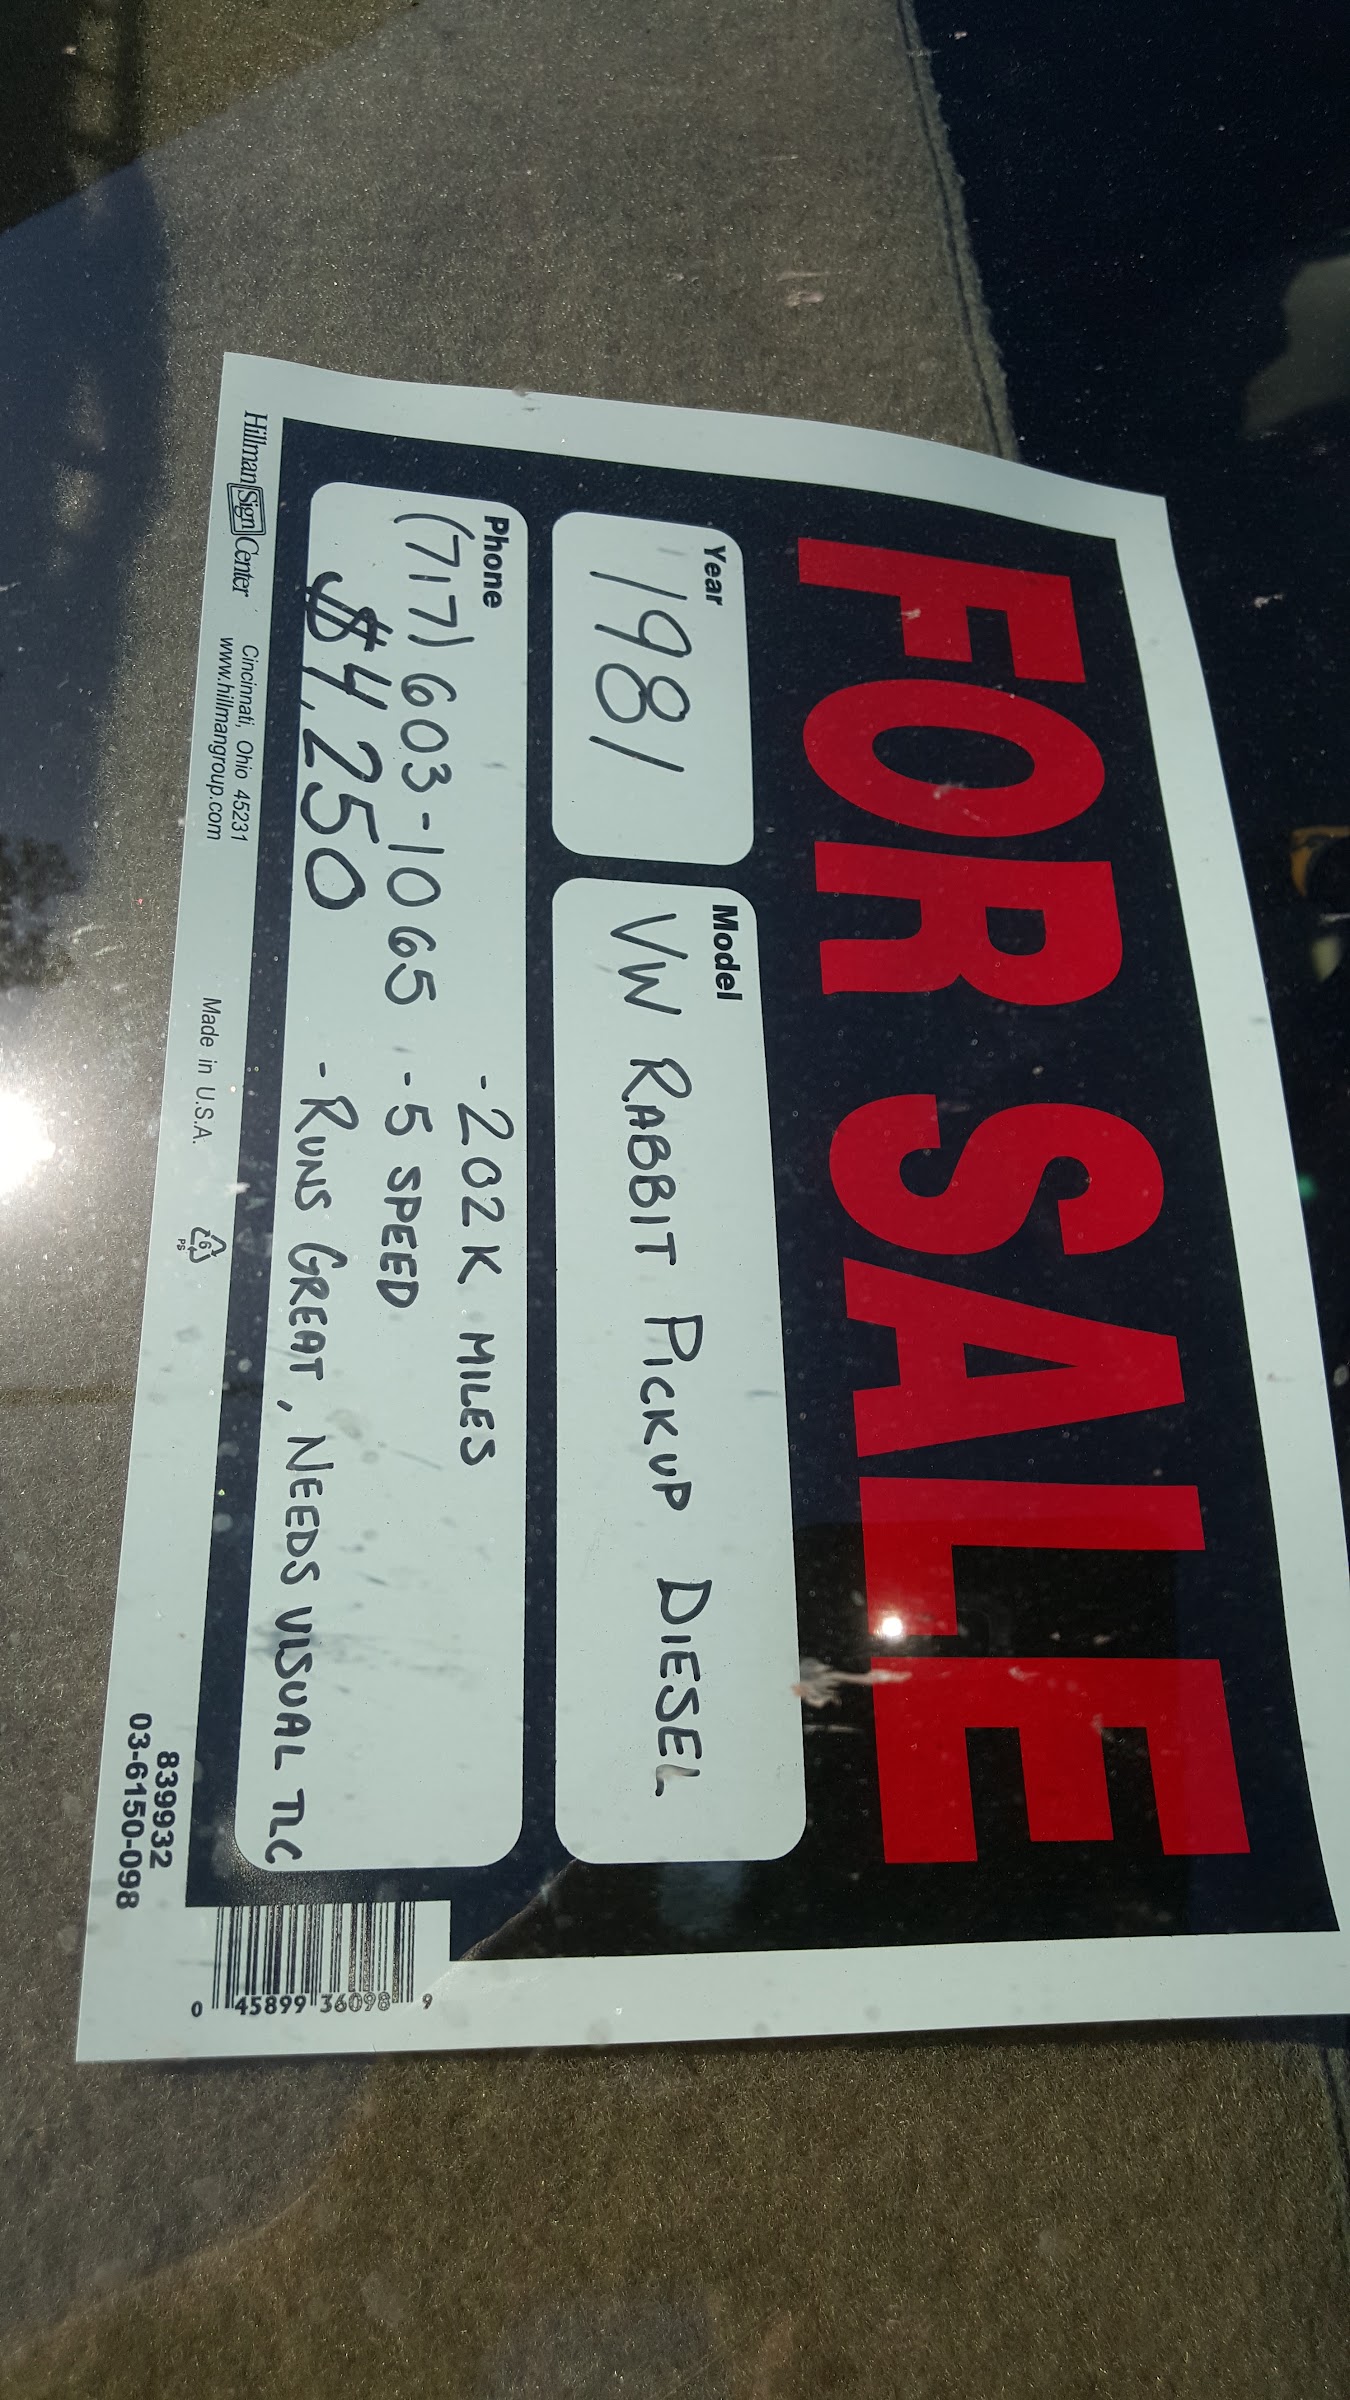 FOR SALE
Year
1981
Model
VW RABBIT PICKUP DIESEL
Phone
(717) 603-1065
$4,250
- 202K MILES
- 5 SPEED
- RUNS GREAT, NEEDS VISUAL TLC
Hillman Sign Center
Cincinnati, Ohio 45231
www.hillmangroup.com
Made in U.S.A.
6
PS
839932
03-6150-098
0 45899 36098 9